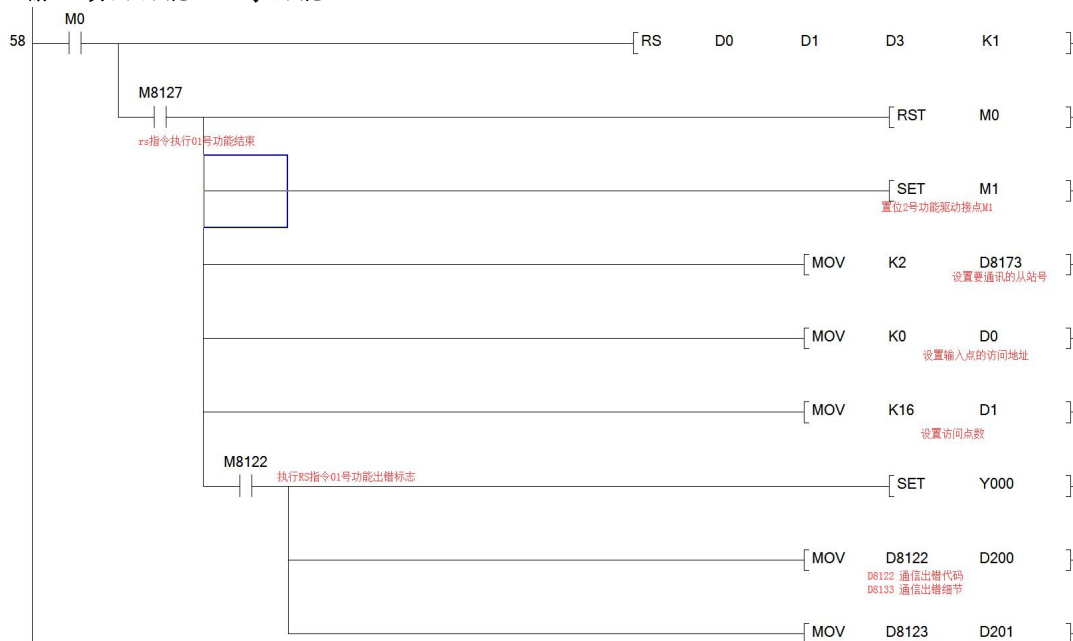 M0
58 RS D0 D1 D3 K1
M8127
RST M0
rs指令执行01号功能结束
SET M1
置位2号功能驱动接点M1
MOV K2 D8173
设置要通讯的从站号
MOV K0 D0
设置输入点的访问地址
MOV K16 D1
设置访问点数
M8122
执行RS指令01号功能出错标志
SET Y000
MOV D8122 D200
D8122 通信出错代码
D8133 通信出错细节
MOV D8123 D201